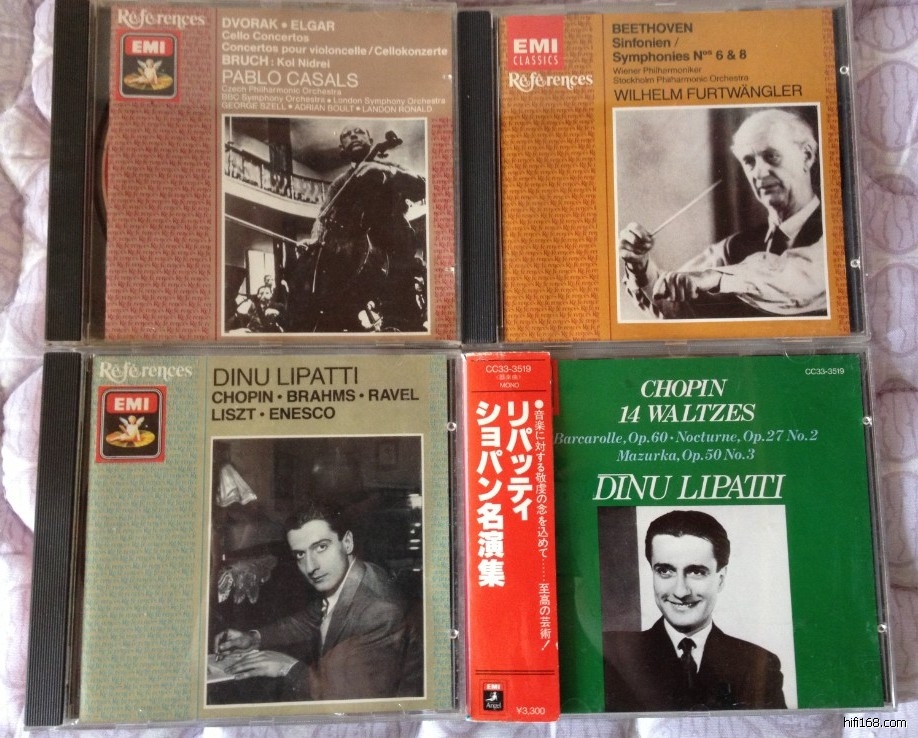 Références
EMI
DVORAK • ELGAR
Cello Concertos
Concertos pour violoncelle/Cellokonzerte
BRUCH: Kol Nidrei
PABLO CASALS
Czech Philharmonic Orchestra
BBC Symphony Orchestra • London Symphony Orchestra
GEORGE SZELL • ADRIAN BOULT • LANDON RONALD
EMI
CLASSICS
Références
BEETHOVEN
Sinfonien /
Symphonies Nos 6 & 8
Wiener Philharmoniker
Stockholm Philharmonic Orchestra
WILHELM FURTWÄNGLER
Références
EMI
DINU LIPATTI
CHOPIN • BRAHMS • RAVEL
LISZT • ENESCO
CC33-3519
MONO
●音楽に対する敬虔の念を込めて……至高の芸術!
リパッティ
ショパン名演集
EMI
Angel
¥3,300
CC33-3519
CHOPIN
14 WALTZES
Barcarolle, Op.60 • Nocturne, Op.27 No.2
Mazurka, Op.50 No.3
DINU LIPATTI
hifi168.com